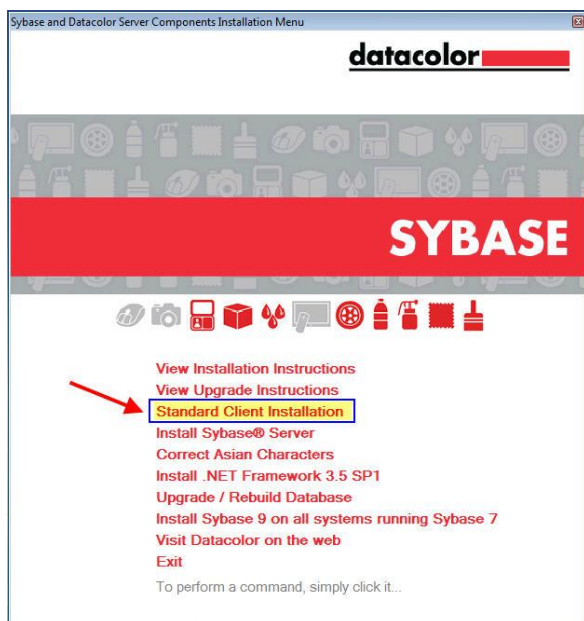 Sybase and Datacolor Server Components Installation Menu
datacolor
SYBASE
View Installation Instructions
View Upgrade Instructions
Standard Client Installation
Install Sybase® Server
Correct Asian Characters
Install .NET Framework 3.5 SP1
Upgrade / Rebuild Database
Install Sybase 9 on all systems running Sybase 7
Visit Datacolor on the web
Exit
To perform a command, simply click it...